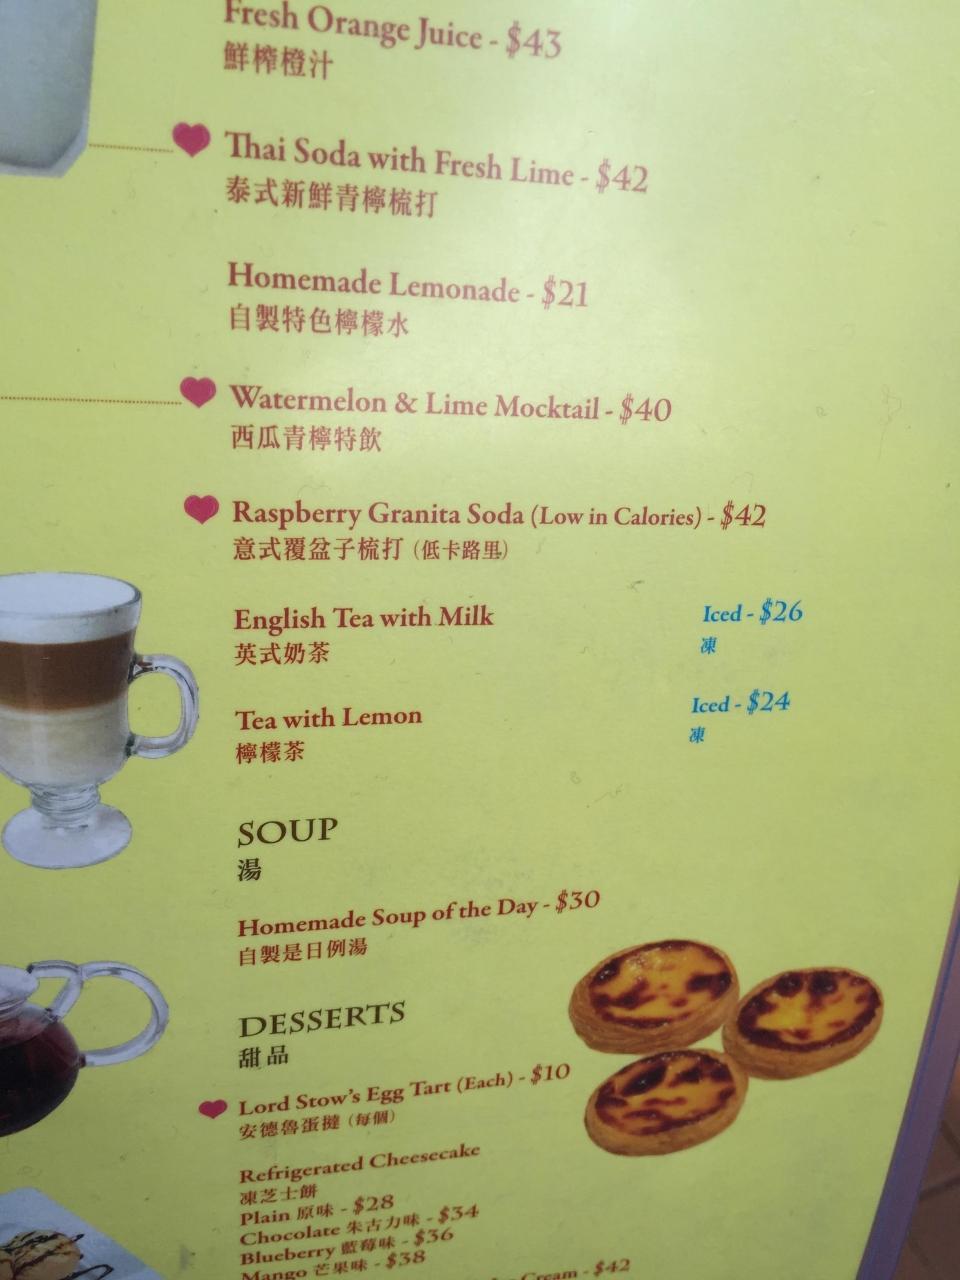 Fresh Orange Juice - $43
鮮榨橙汁
Thai Soda with Fresh Lime - $42
泰式新鮮青檸梳打
Homemade Lemonade - $21
自製特色檸檬水
Watermelon & Lime Mocktail - $40
西瓜青檸特飲
Raspberry Granita Soda (Low in Calories) - $42
意式覆盆子梳打 (低卡路里)
English Tea with Milk Iced - $26
英式奶茶 凍
Tea with Lemon Iced - $24
檸檬茶 凍
SOUP
湯
Homemade Soup of the Day - $30
自製是日例湯
DESSERTS
甜品
Lord Stow's Egg Tart (Each) - $10
安德魯蛋撻 (每個)
Refrigerated Cheesecake
凍芝士餅
Plain 原味 - $28
Chocolate 朱古力味 - $34
Blueberry 藍莓味 - $36
Mango 芒果味 - $38
Cream - $42